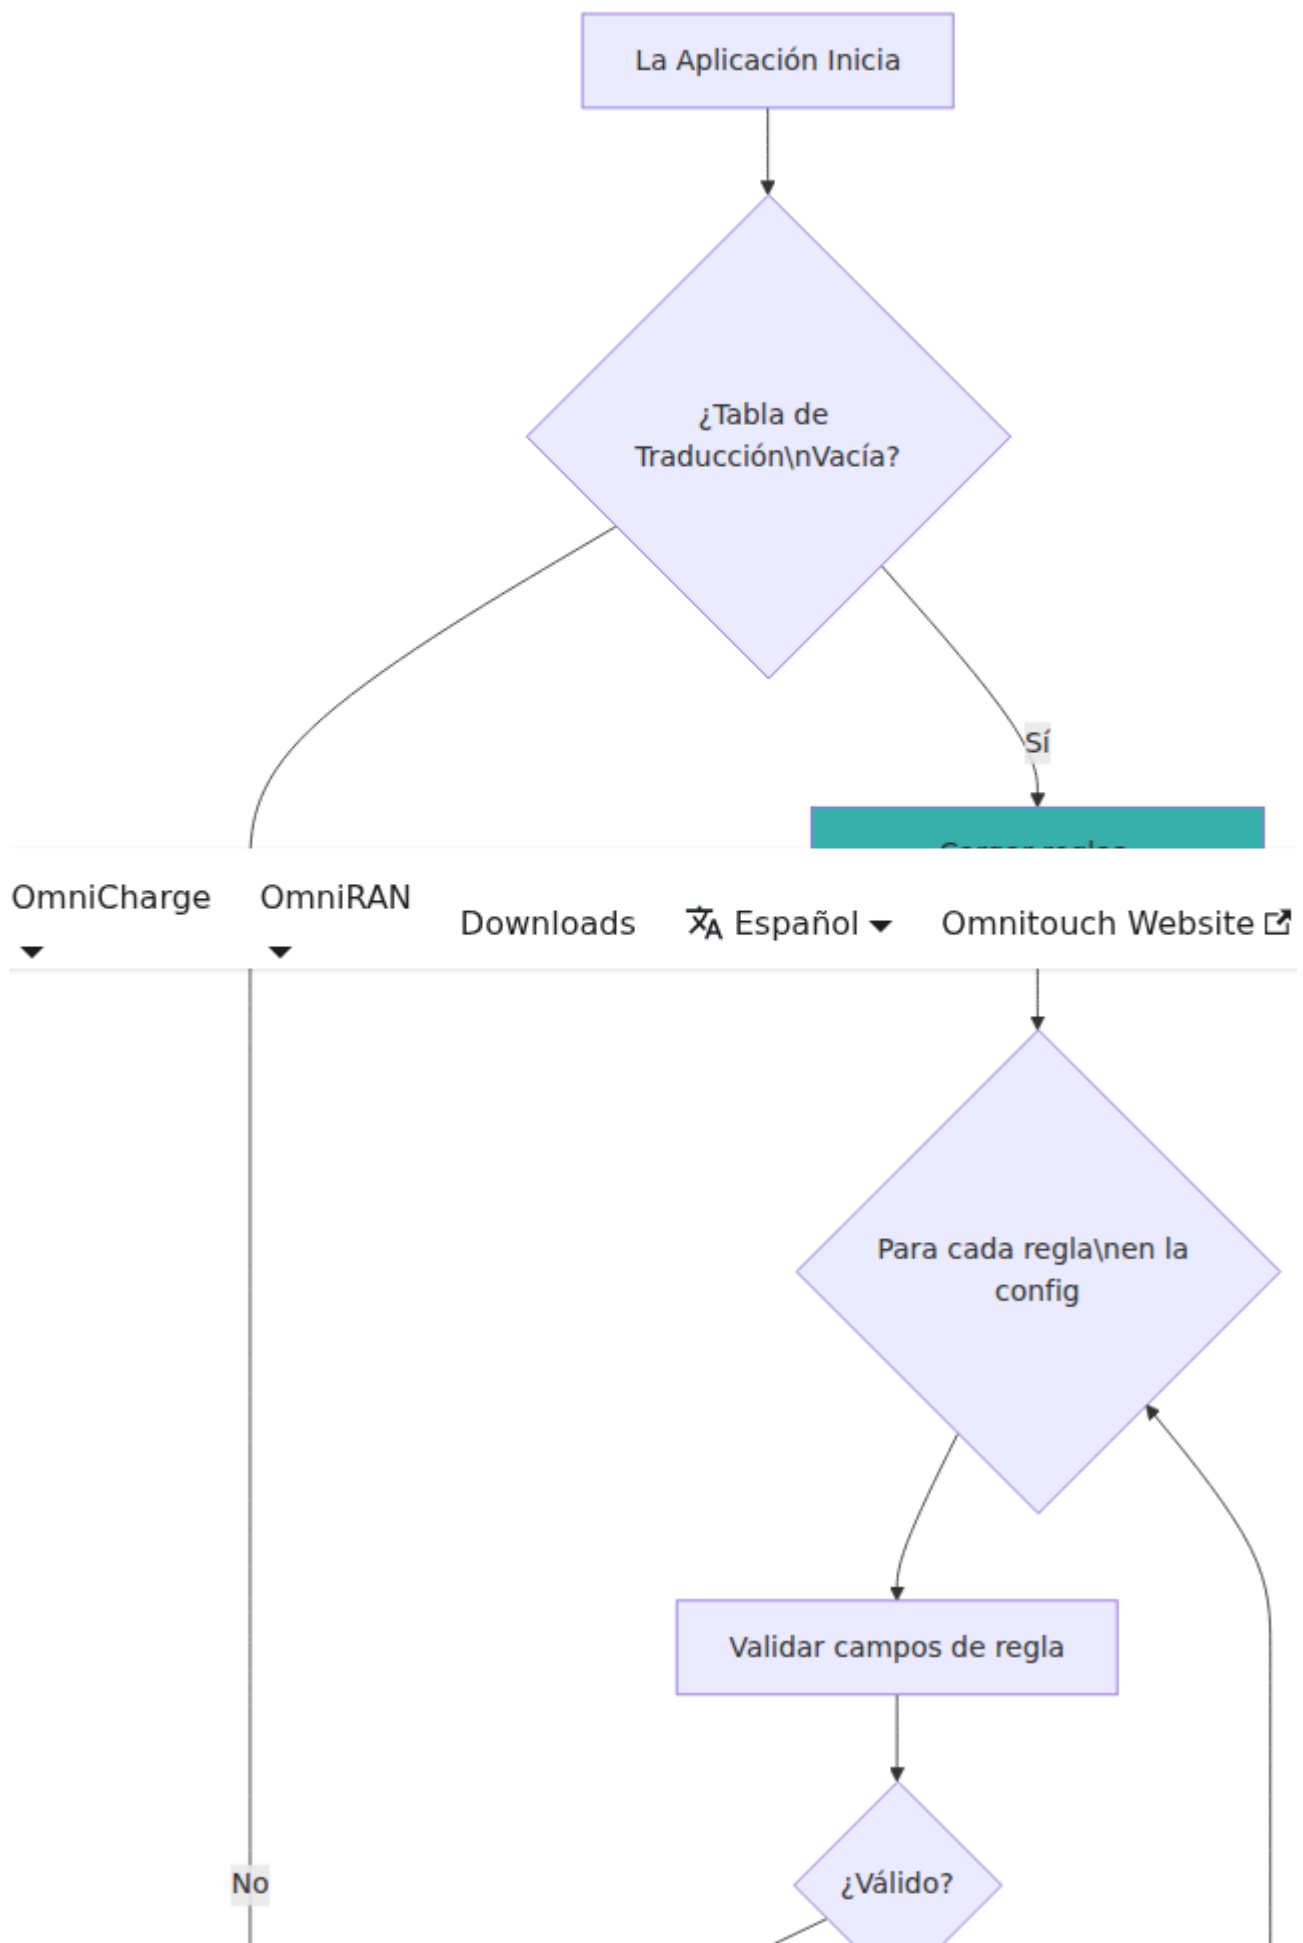 La Aplicación Inicia
¿Tabla de
Traducción\nVacía?
Sí
OmniCharge
OmniRAN
Downloads
Español
Omnitouch Website
Para cada regla\nen la
config
Validar campos de regla
¿Válido?
No